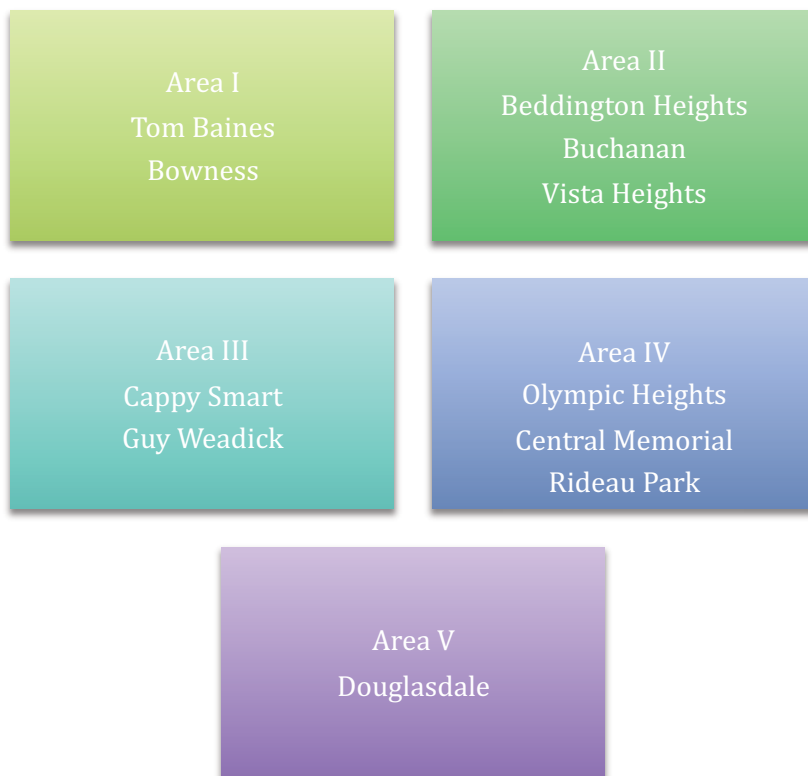 Area I
Tom Baines
Bowness
Area II
Beddington Heights
Buchanan
Vista Heights
Area III
Cappy Smart
Guy Weadick
Area IV
Olympic Heights
Central Memorial
Rideau Park
Area V
Douglasdale